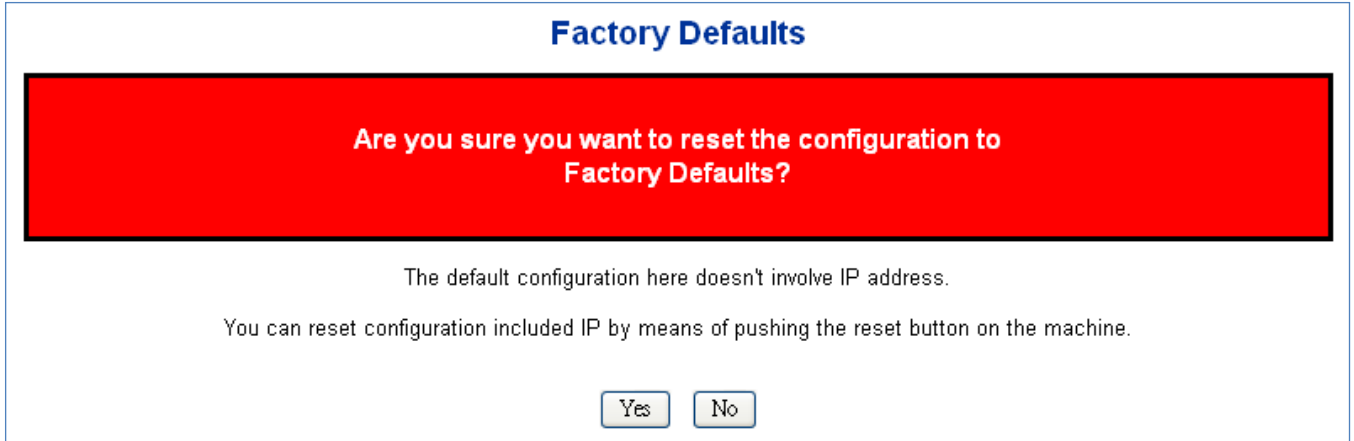 Factory Defaults
Are you sure you want to reset the configuration to
Factory Defaults?
The default configuration here doesn't involve IP address.
You can reset configuration included IP by means of pushing the reset button on the machine.
Yes No